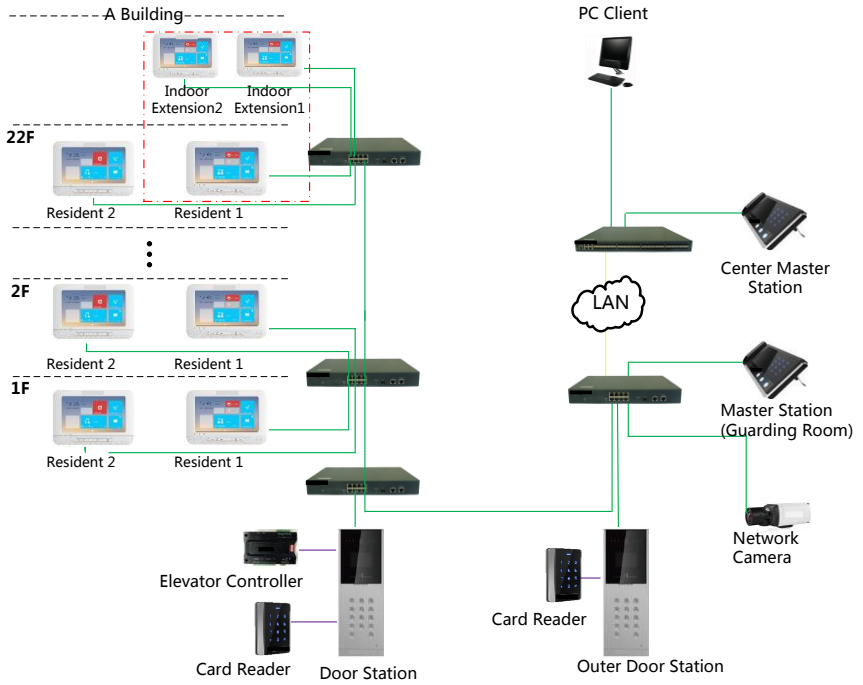 A Building
PC Client
Indoor
Extension2
Indoor
Extension1
22F
Resident 2
Resident 1
Center Master
Station
2F
LAN
Resident 2
Resident 1
1F
Master Station
(Guarding Room)
Resident 2
Resident 1
Network
Camera
Elevator Controller
Card Reader
Card Reader
Door Station
Outer Door Station